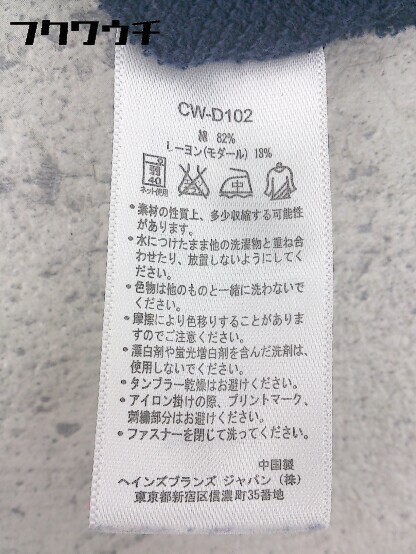 フクワウチ
CW-D102
綿 82%
レーヨン(モダール) 18%
40
ネット使用
•素材の性質上、多少収縮する可能性
があります。
•水につけたまま他の洗濯物と重ね合
わせたり、放置しないようにしてく
ださい。
•色物は他のものと一緒に洗わないで
ください。
•摩擦により色移りすることがありま
すのでご注意ください。
•漂白剤や蛍光増白剤を含んだ洗剤は、
使用しないでください。
•タンブラー乾燥はお避けください。
•アイロン掛けの際、プリントマーク、
刺繍部分はお避けください。
•ファスナーを閉じて洗ってください。
中国製
ヘインズブランズ ジャパン（株）
東京都新宿区信濃町35番地